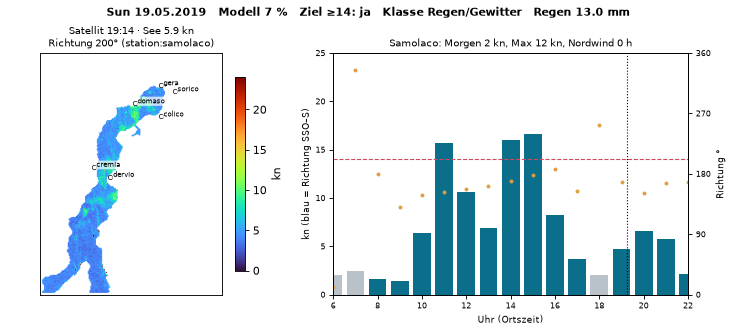 Sun 19.05.2019   Modell 7 %   Ziel ≥14: ja   Klasse Regen/Gewitter   Regen 13.0 mm
Satellit 19:14 · See 5.9 kn
Richtung 200° (station:samolaco)
gera
sorico
domaso
colico
cremia
dervio
20
15
10
5
0
kn
Samolaco: Morgen 2 kn, Max 12 kn, Nordwind 0 h
25
20
15
10
5
0
kn (blau = Richtung SSO-S)
360
270
180
90
0
Richtung °
6 8 10 12 14 16 18 20 22
Uhr (Ortszeit)